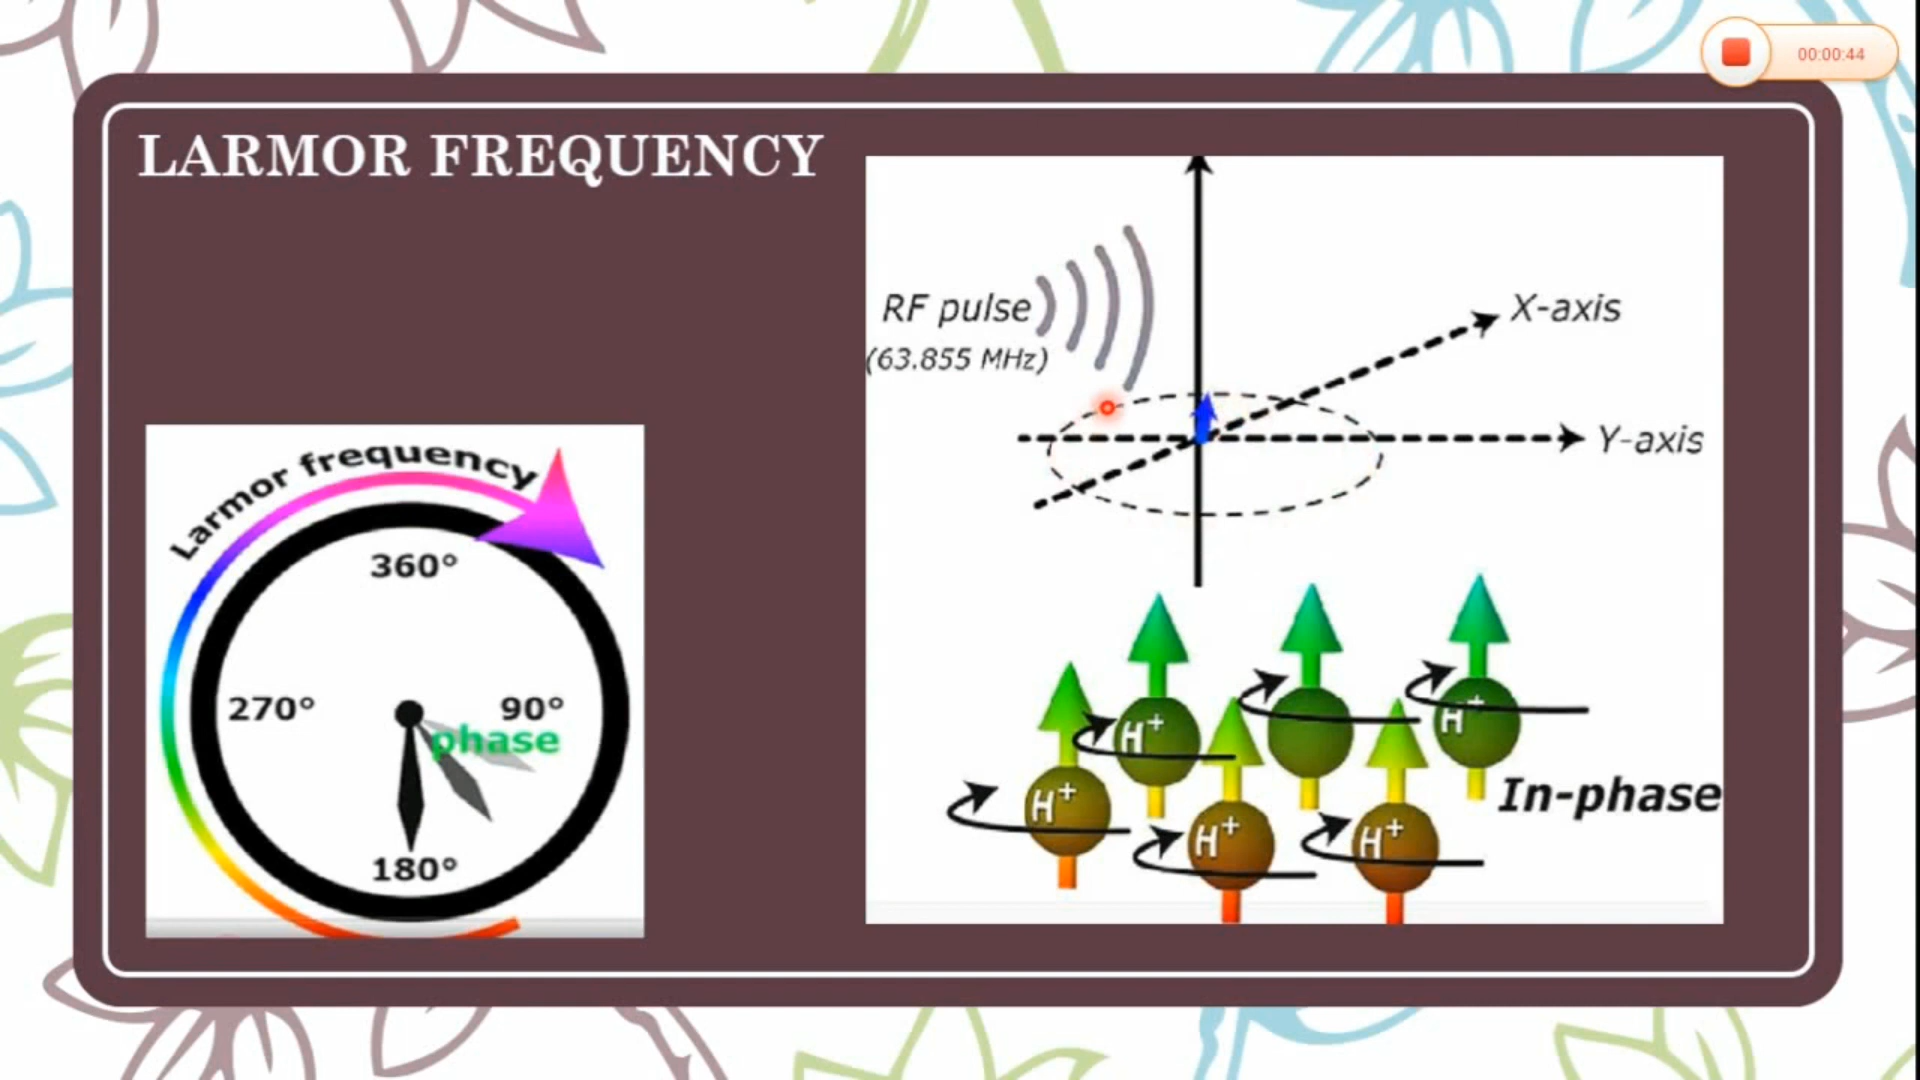 00:00:44
LARMOR FREQUENCY
RF pulse
(63.855 MHz)
X-axis
Y-axis
Larmor frequency
360°
270°
90°
phase
180°
H+
H+
H+
H+
H+
In-phase